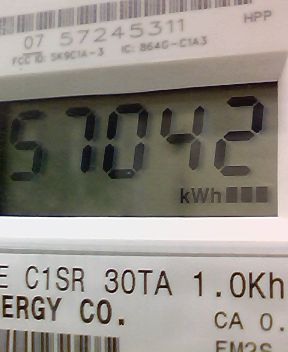 HPP
07 57245311
FCC ID: SK9C1A-3 IC: 864G-C1A3
57042
kWh
E C1SR 30TA 1.0Kh
ERGY CO.
CA 0.
EM2S